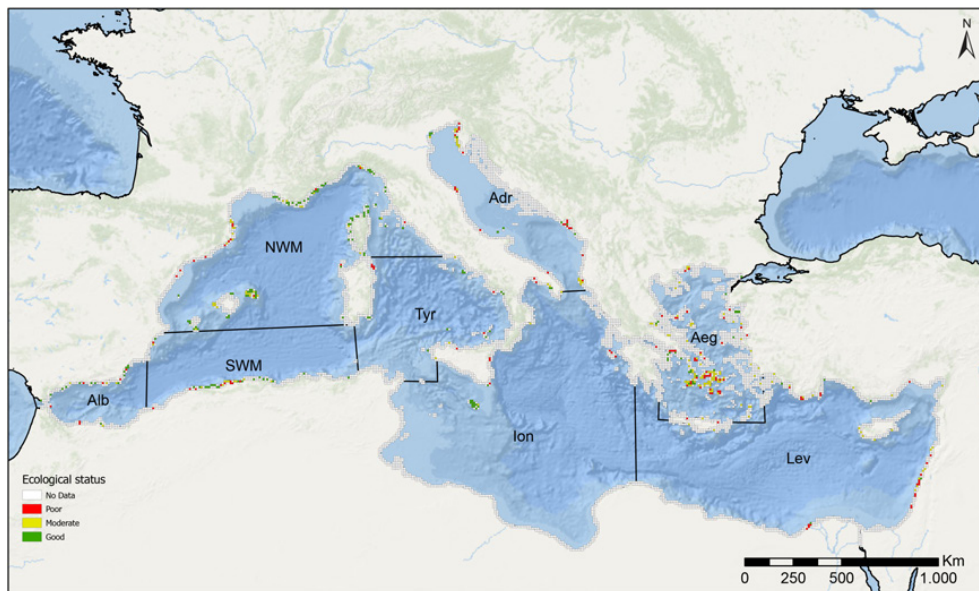 N
Adr
NWM
Tyr
Aeg
SWM
Alb
Ion
Lev
Ecological status
No Data
Poor
Moderate
Good
Km
0 250 500 1.000